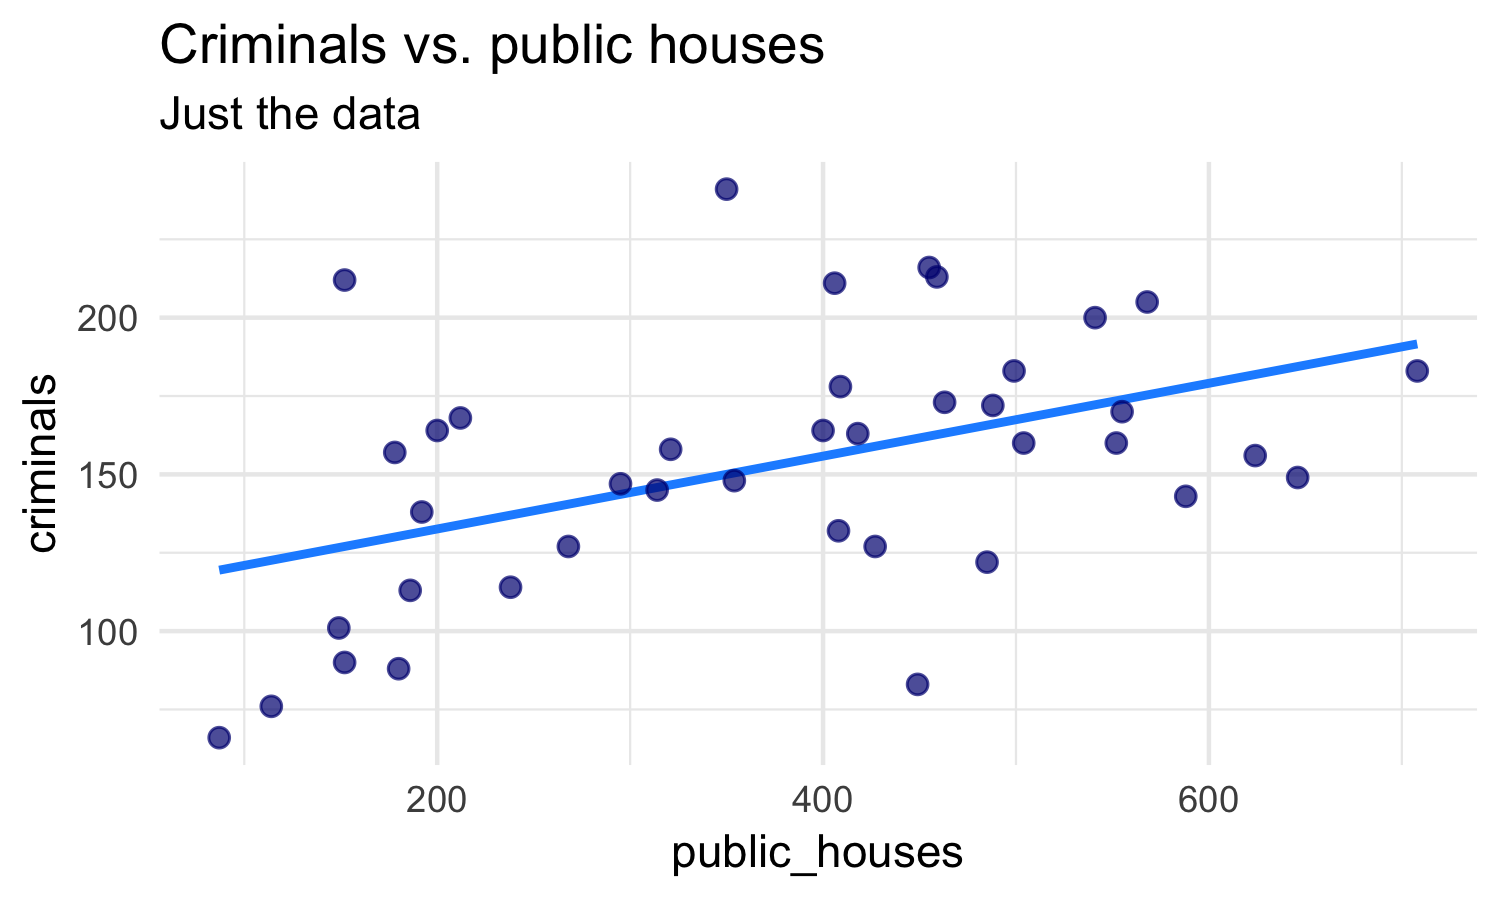 Criminals vs. public houses
Just the data
criminals
200
150
100
200
400
600
public_houses